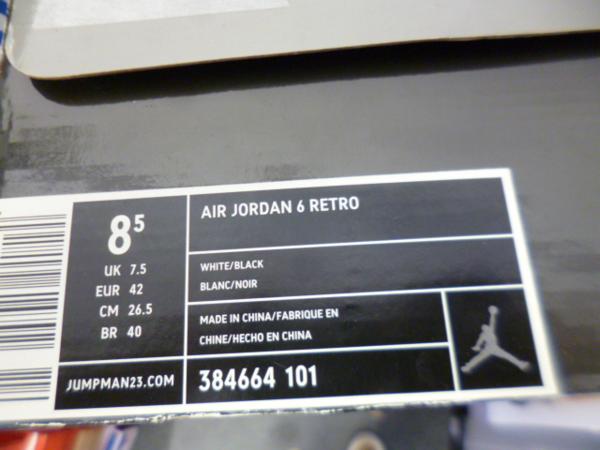 8⁵
UK 7.5
EUR 42
CM 26.5
BR 40
JUMPMAN23.COM
AIR JORDAN 6 RETRO
WHITE/BLACK
BLANC/NOIR
MADE IN CHINA/FABRIQUE EN
CHINE/HECHO EN CHINA
384664 101